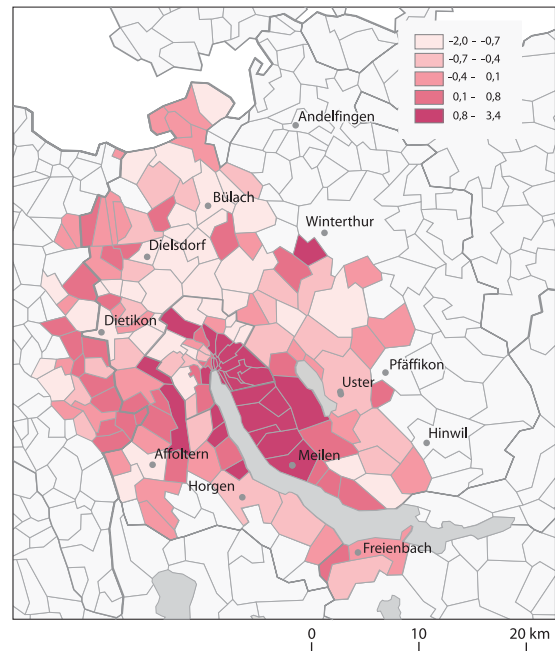 -2,0 – -0,7
-0,7 – -0,4
-0,4 – 0,1
0,1 – 0,8
0,8 – 3,4
Andelfingen
Bülach
Winterthur
Dielsdorf
Dietikon
Pfäffikon
Uster
Hinwil
Affoltern
Meilen
Horgen
Freienbach
0 10 20 km